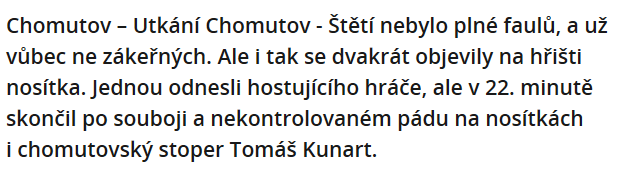 Chomutov – Utkání Chomutov - Štětí nebylo plné faulů, a už
vůbec ne zákeřných. Ale i tak se dvakrát objevily na hřišti
nosítka. Jednou odnesli hostujícího hráče, ale v 22. minutě
skončil po souboji a nekontrolovaném pádu na nosítkách
i chomutovský stoper Tomáš Kunart.